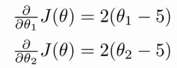 ∂/∂θ₁ J(θ) = 2(θ₁ − 5)
∂/∂θ₂ J(θ) = 2(θ₂ − 5)